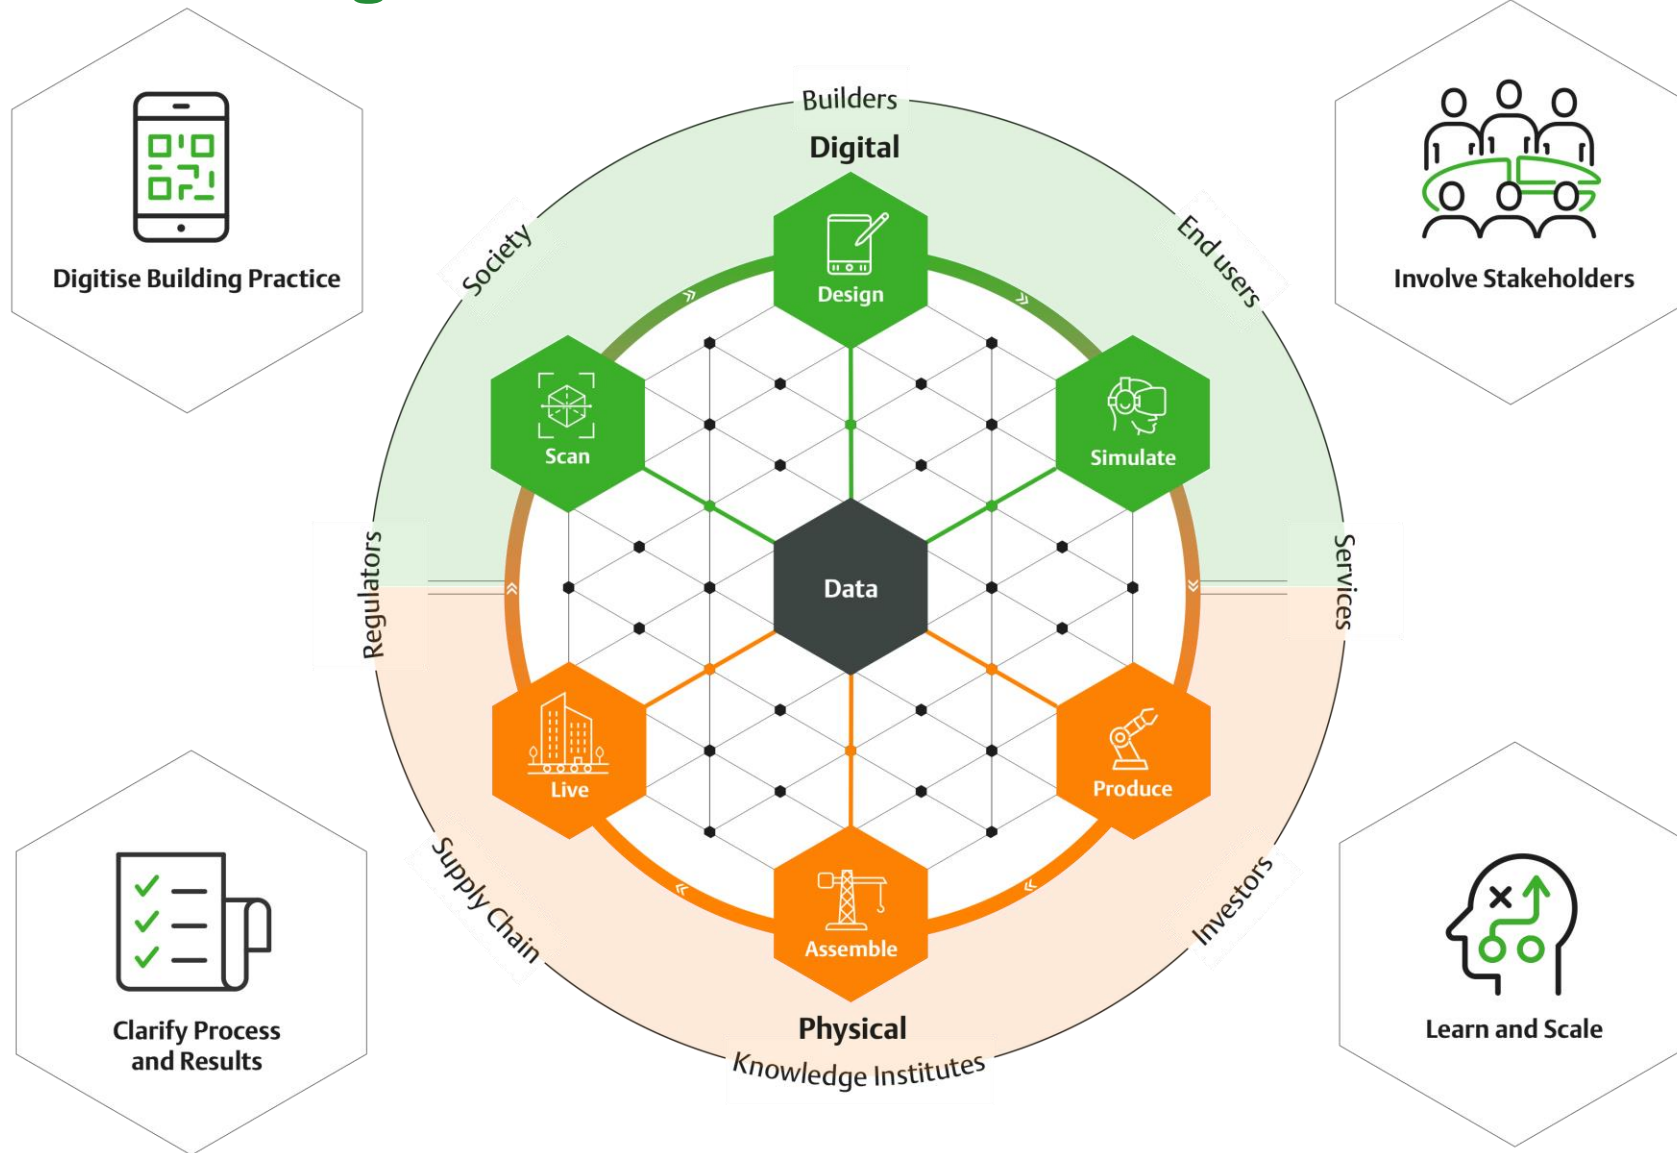 Builders
Digital
Digitise Building Practice
Involve Stakeholders
Society
End users
Design
Scan
Simulate
Regulators
Services
Data
Live
Produce
Supply Chain
Investors
Assemble
Physical
Knowledge Institutes
Clarify Process
and Results
Learn and Scale